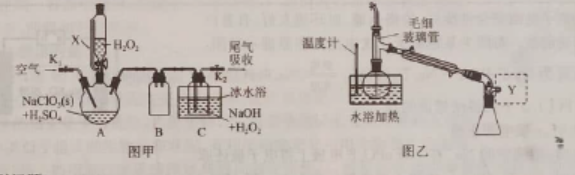 X
H₂O₂
K₁
空气
NaClO₃(s)
+H₂SO₄
A
B
C
K₂
尾气
吸收
冰水浴
NaOH
+H₂O₂
图甲
温度计
毛细
玻璃管
水浴加热
Y
图乙